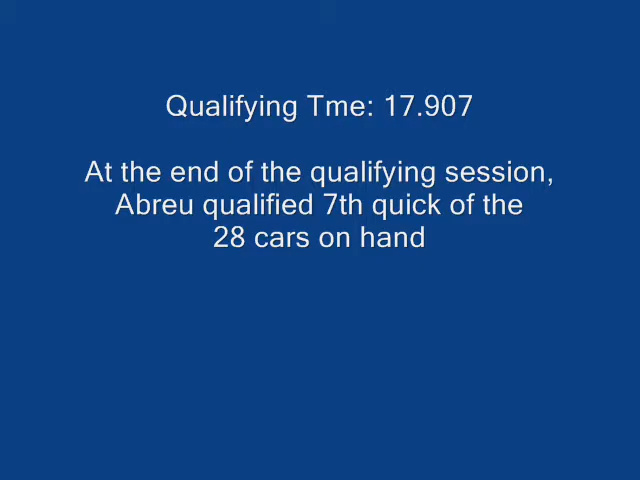 Qualifying Tme: 17.907
At the end of the qualifying session,
Abreu qualified 7th quick of the
28 cars on hand